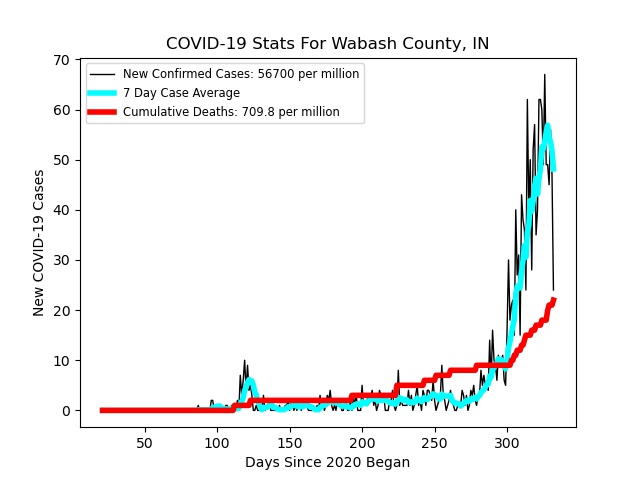 COVID-19 Stats For Wabash County, IN
New Confirmed Cases: 56700 per million
7 Day Case Average
Cumulative Deaths: 709.8 per million
70
60
50
40
30
20
10
0
New COVID-19 Cases
50 100 150 200 250 300
Days Since 2020 Began